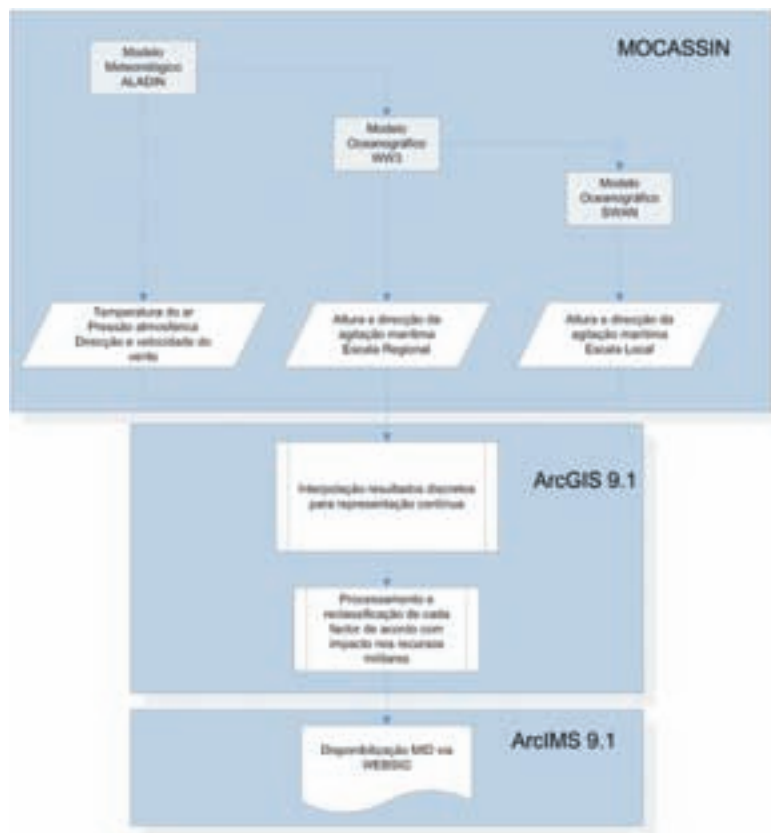 MOCASSIN
Modelo
Meteorológico
ALADIN
Modelo
Oceanográfico
WW3
Modelo
Oceanográfico
SWAN
Temperatura do ar
Pressão atmosférica
Direcção e velocidade do
vento
Altura e direcção da
agitação marítima
Escala Regional
Altura e direcção da
agitação marítima
Escala Local
ArcGIS 9.1
Interpolação resultados discretos
para representação contínua
Processamento e
reclassificação de cada
factor de acordo com
impacto nos recursos
militares
ArcIMS 9.1
Disponibilização MID via
WEBSIG